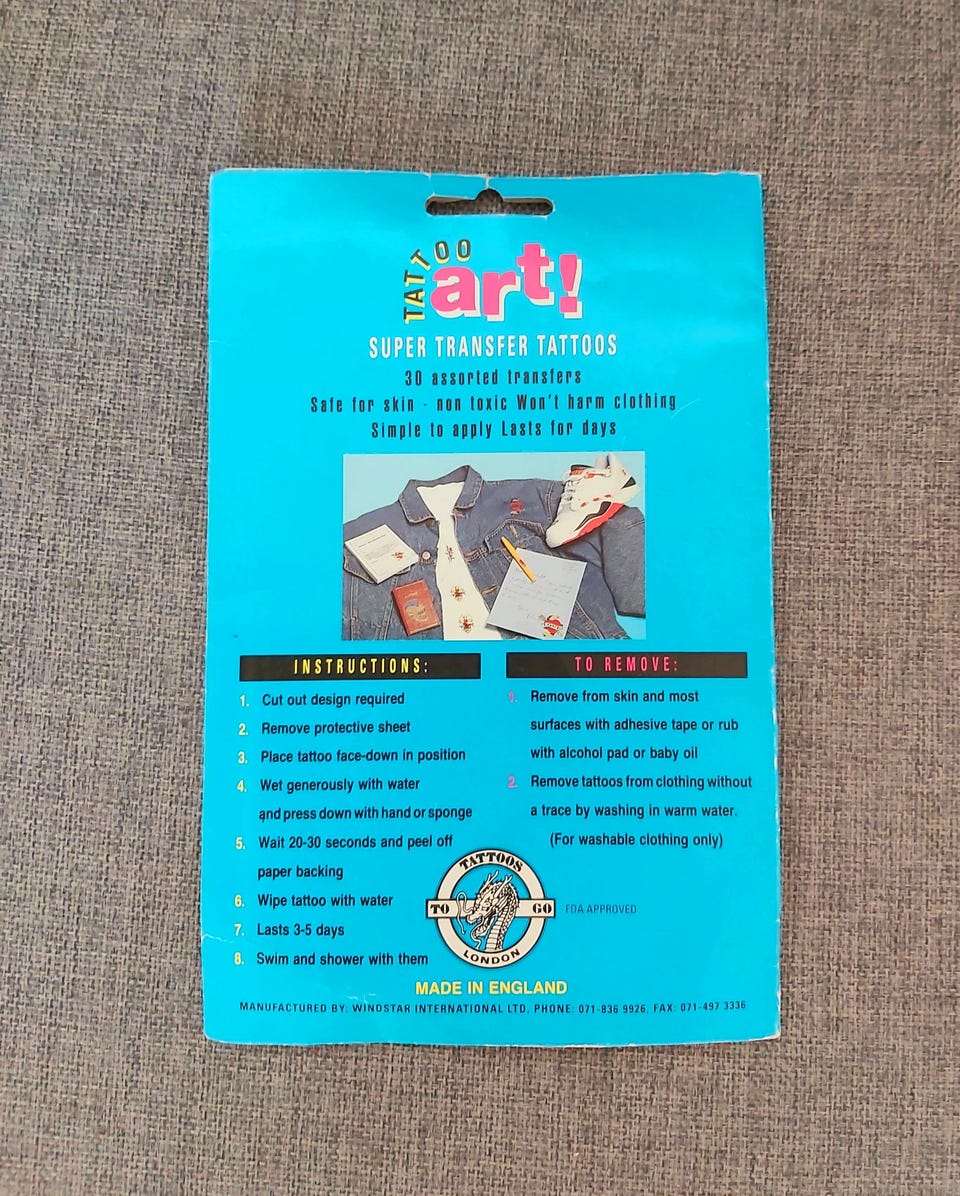 TATTOO
art!
SUPER TRANSFER TATTOOS
30 assorted transfers
Safe for skin - non toxic Won't harm clothing
Simple to apply Lasts for days
INSTRUCTIONS:
1. Cut out design required
2. Remove protective sheet
3. Place tattoo face-down in position
4. Wet generously with water
and press down with hand or sponge
5. Wait 20-30 seconds and peel off
paper backing
6. Wipe tattoo with water
7. Lasts 3-5 days
8. Swim and shower with them
TO REMOVE:
1. Remove from skin and most
surfaces with adhesive tape or rub
with alcohol pad or baby oil
2. Remove tattoos from clothing without
a trace by washing in warm water.
(For washable clothing only)
TATTOOS
TO GO
LONDON
FDA APPROVED
MADE IN ENGLAND
MANUFACTURED BY: WINDSTAR INTERNATIONAL LTD, PHONE: 071-836 9926, FAX: 071-497 3336